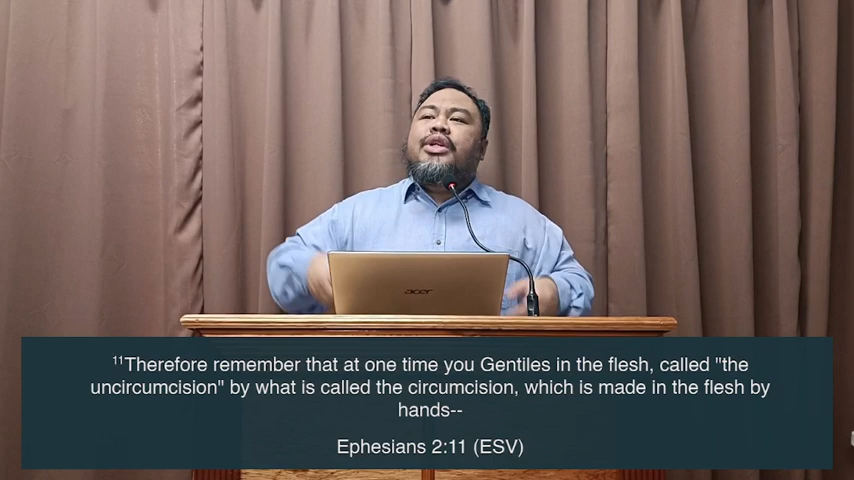 acer
¹¹Therefore remember that at one time you Gentiles in the flesh, called "the
uncircumcision" by what is called the circumcision, which is made in the flesh by
hands--
Ephesians 2:11 (ESV)